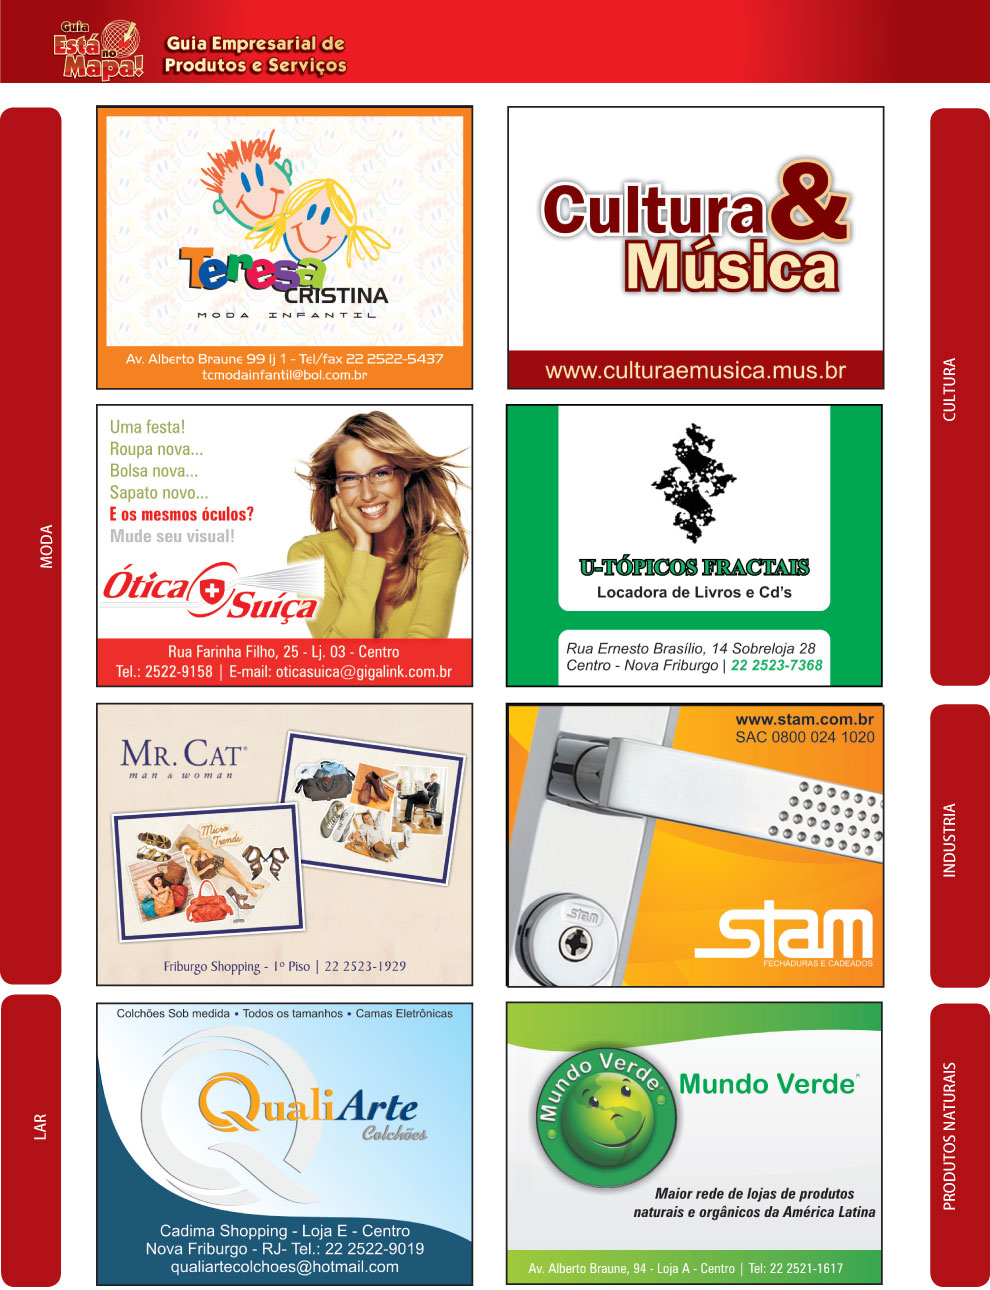 Guia
Está
no
Mapa!
Guia Empresarial de
Produtos e Serviços
MODA
Teresa
CRISTINA
MODA INFANTIL
Av. Alberto Braune 99 lj 1 - Tel/fax 22 2522-5437
tcmodainfantil@bol.com.br
Cultura &
Música
www.culturaemusica.mus.br
CULTURA
Uma festa!
Roupa nova...
Bolsa nova...
Sapato novo...
E os mesmos óculos?
Mude seu visual!
Ótica
Suíça
Rua Farinha Filho, 25 - Lj. 03 - Centro
Tel.: 2522-9158 | E-mail: oticasuica@gigalink.com.br
U-TÓPICOS FRACTAIS
Locadora de Livros e Cd's
Rua Ernesto Brasílio, 14 Sobreloja 28
Centro - Nova Friburgo | 22 2523-7368
MR. CAT®
man & woman
Micro
Trends
Friburgo Shopping - 1º Piso | 22 2523-1929
www.stam.com.br
SAC 0800 024 1020
stam
stam
FECHADURAS E CADEADOS
INDUSTRIA
LAR
Colchões Sob medida • Todos os tamanhos • Camas Eletrônicas
QualiArte
Colchões
Cadima Shopping - Loja E - Centro
Nova Friburgo - RJ- Tel.: 22 2522-9019
qualiartecolchoes@hotmail.com
Mundo Verde
Mundo Verde
Maior rede de lojas de produtos
naturais e orgânicos da América Latina
Av. Alberto Braune, 94 - Loja A - Centro | Tel: 22 2521-1617
PRODUTOS NATURAIS